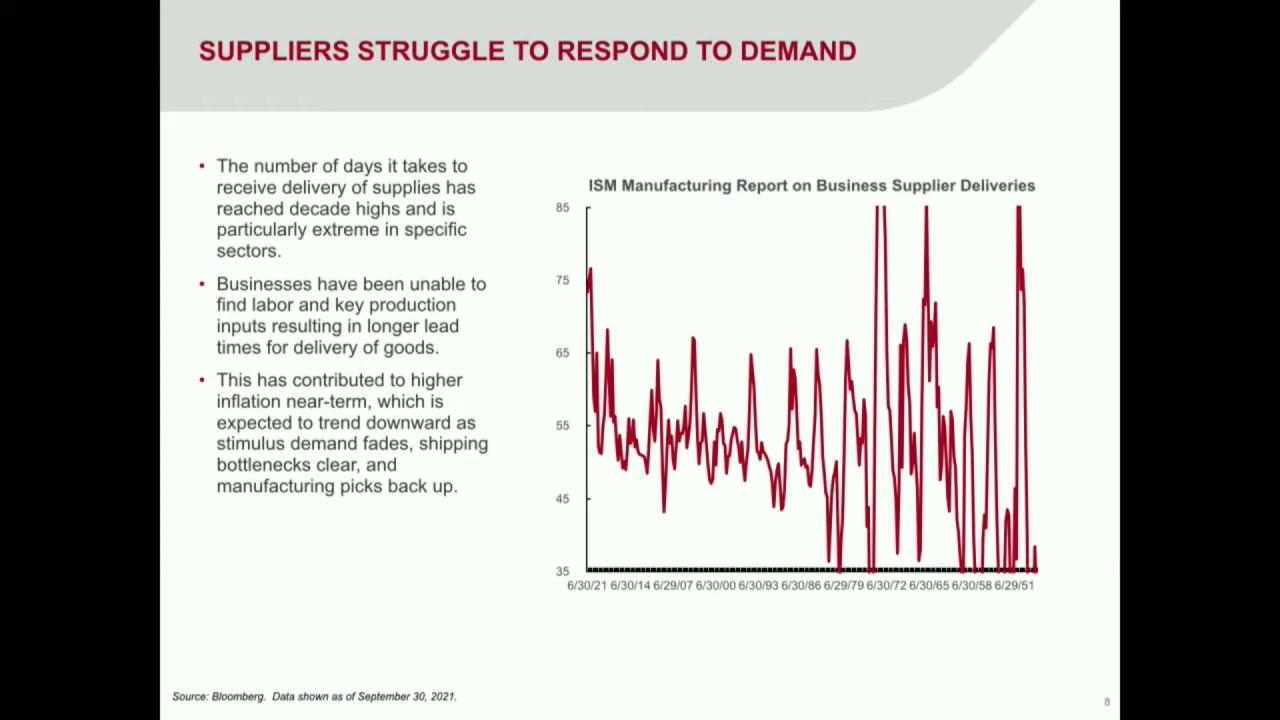 SUPPLIERS STRUGGLE TO RESPOND TO DEMAND
• The number of days it takes to
receive delivery of supplies has
reached decade highs and is
particularly extreme in specific
sectors.
• Businesses have been unable to
find labor and key production
inputs resulting in longer lead
times for delivery of goods.
• This has contributed to higher
inflation near-term, which is
expected to trend downward as
stimulus demand fades, shipping
bottlenecks clear, and
manufacturing picks back up.
ISM Manufacturing Report on Business Supplier Deliveries
85
75
65
55
45
35
6/30/21 6/30/14 6/29/07 6/30/00 6/30/93 6/30/86 6/29/79 6/30/72 6/30/65 6/30/58 6/29/51
Source: Bloomberg. Data shown as of September 30, 2021.
8